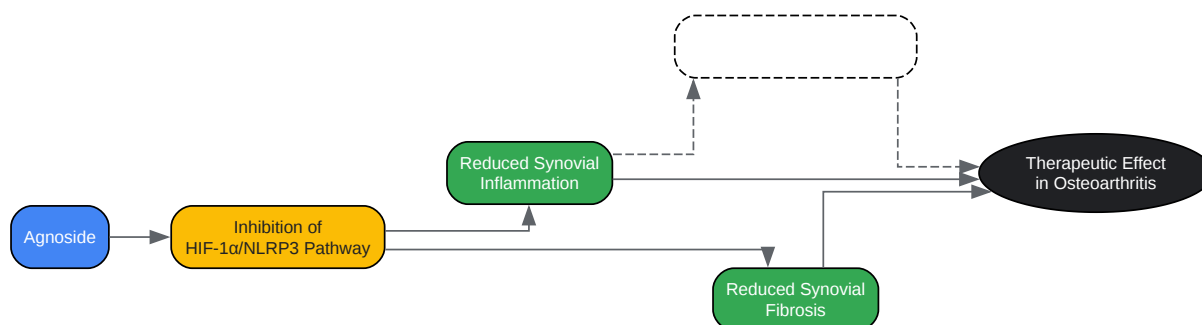 Agnoside
Inhibition of
HIF-1α/NLRP3 Pathway
Reduced Synovial
Inflammation
Reduced Synovial
Fibrosis
Therapeutic Effect
in Osteoarthritis